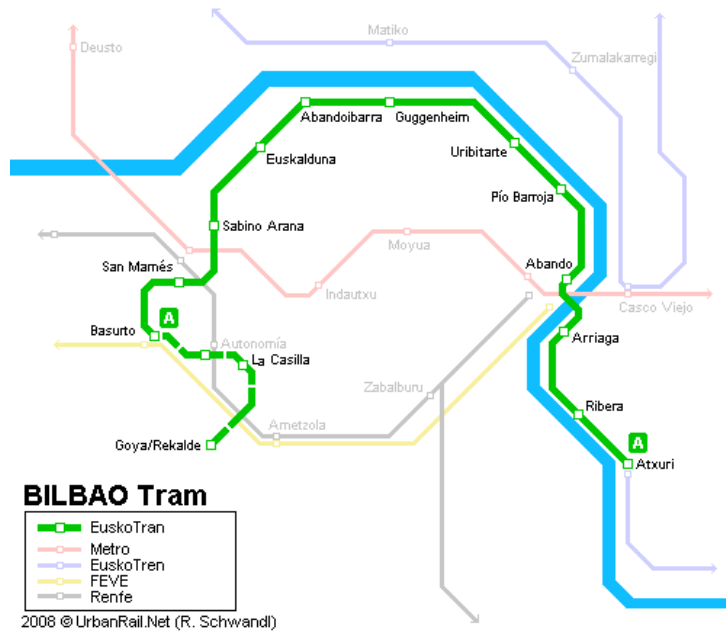 Matiko
Deusto
Zumalakarregi
Abandoibarra
Guggenheim
Uribitarte
Euskalduna
Pío Barroja
Sabino Arana
Moyua
San Mamés
Abando
Indautxu
Casco Viejo
A
Basurto
Autonomía
Arriaga
La Casilla
Zabalburu
Ribera
Ametzola
A
Goya/Rekalde
Atxuri
BILBAO Tram
EuskoTran
Metro
EuskoTren
FEVE
Renfe
2008 © UrbanRail.Net (R. Schwandl)